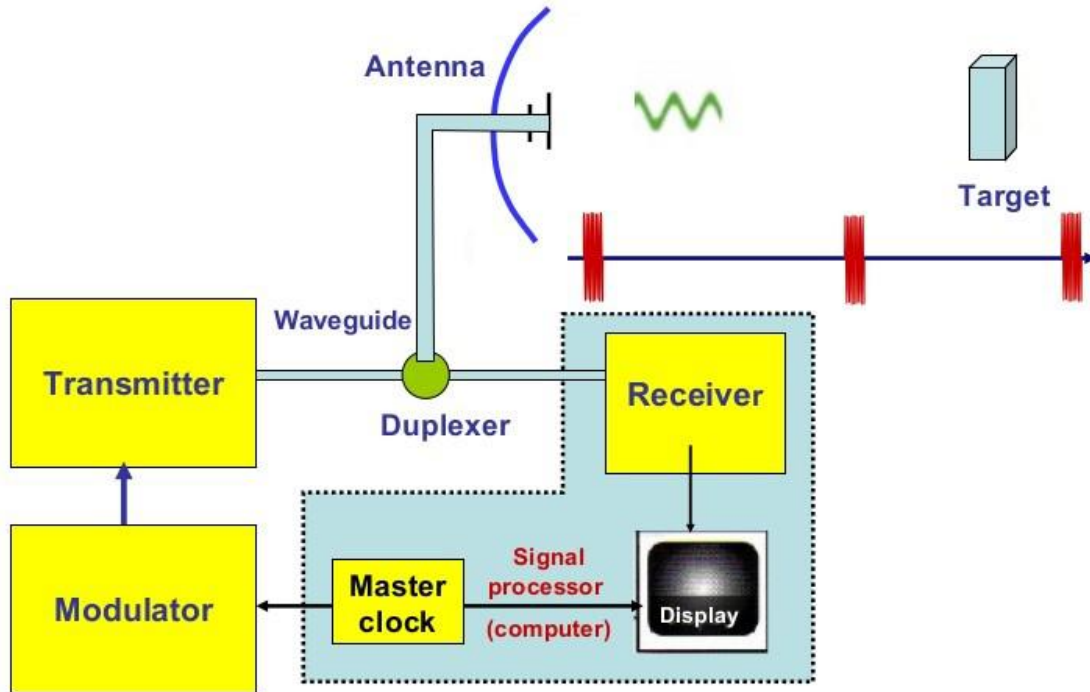 Antenna
Target
Waveguide
Transmitter
Receiver
Duplexer
Modulator
Master
clock
Signal
processor
(computer)
Display